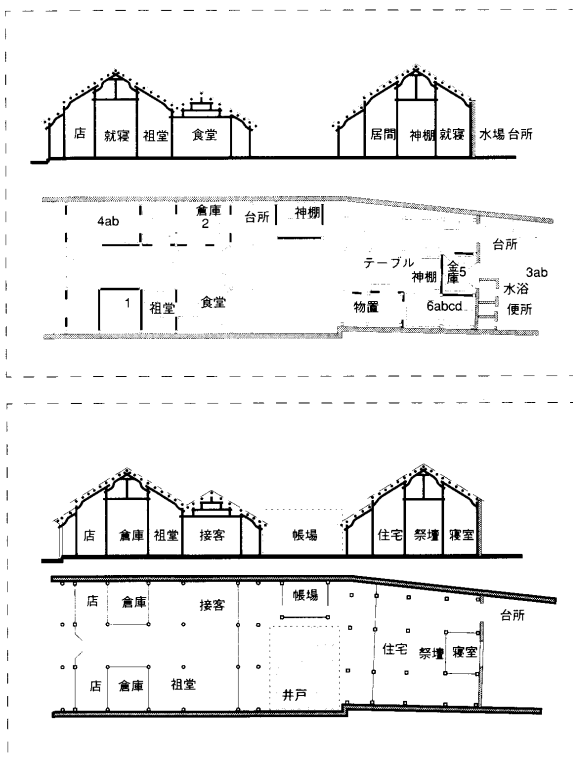 店 就寝 祖堂 食堂 居間 神棚 就寝 水場 台所
4ab 倉庫 台所 神棚
2
台所
テーブル 神棚 金庫 5 3ab
水浴
1 祖堂 食堂 物置 6abcd 便所
店 倉庫 祖堂 接客 帳場 住宅 祭壇 寝室
店 倉庫 接客 帳場
台所
住宅 祭壇 寝室
店 倉庫 祖堂
井戸